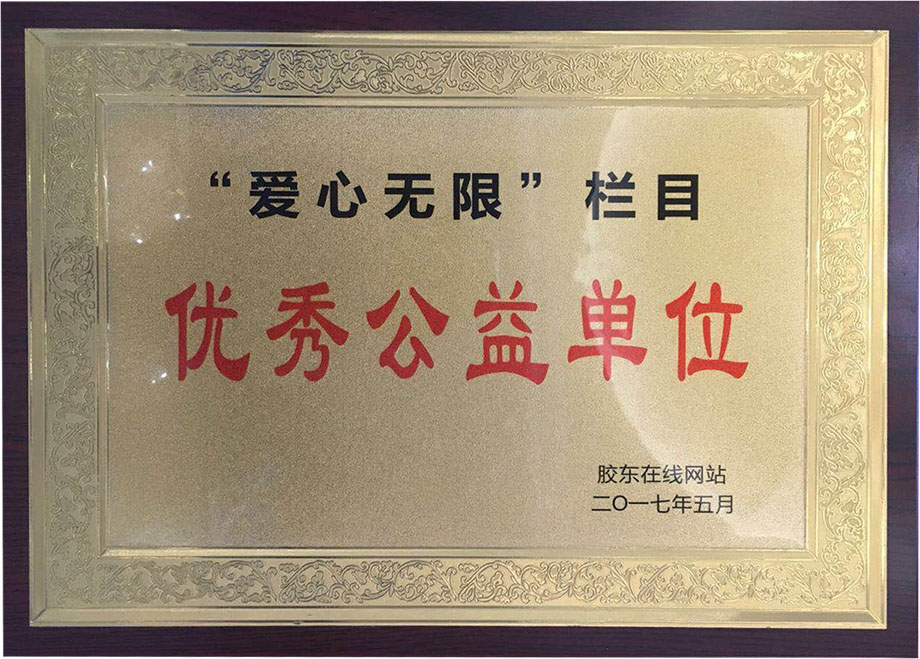 “爱心无限”栏目
优秀公益单位
胶东在线网站
二〇一七年五月